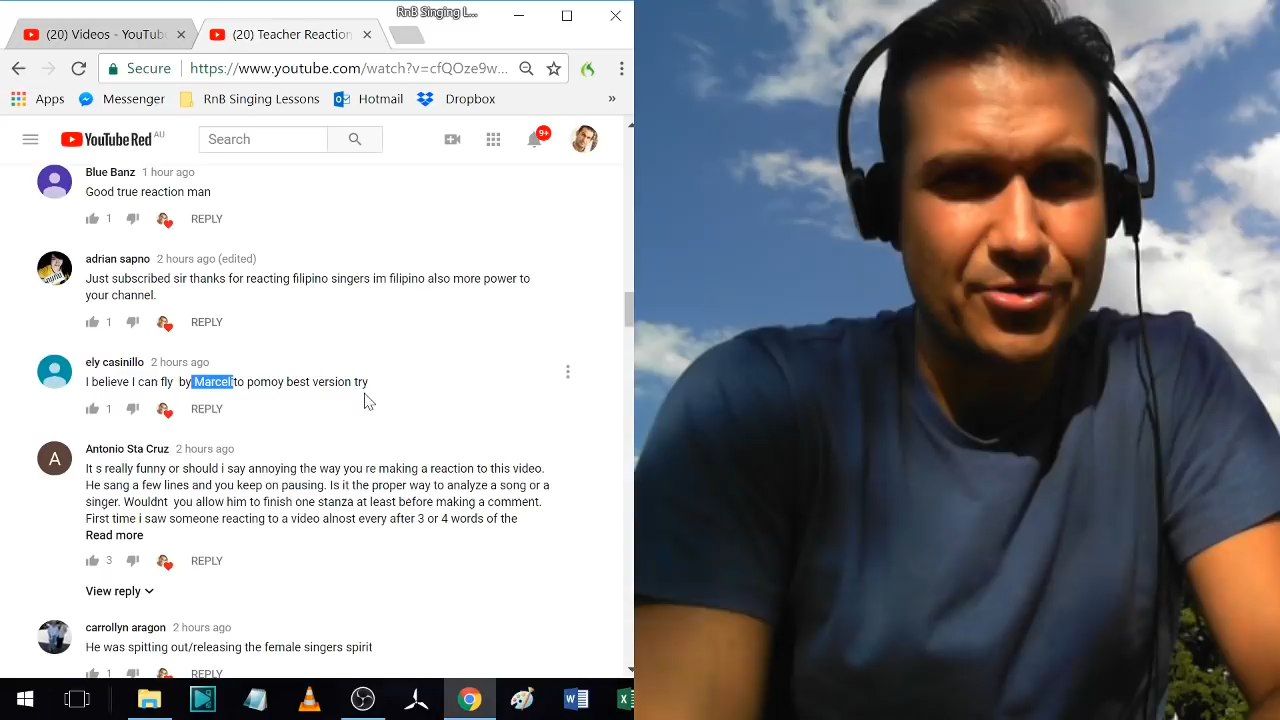 RnB Singing L...
(20) Videos - YouTub
(20) Teacher Reaction
Secure
https://www.youtube.com/watch?v=cfQOze9w...
Apps
Messenger
RnB Singing Lessons
Hotmail
Dropbox
»
YouTube Red AU
Search
9+
Blue Banz 1 hour ago
Good true reaction man
1 REPLY
adrian sapno 2 hours ago (edited)
Just subscribed sir thanks for reacting filipino singers im filipino also more power to
your channel.
1 REPLY
ely casinillo 2 hours ago
I believe I can fly by Marcelito pomoy best version try
1 REPLY
A
Antonio Sta Cruz 2 hours ago
It s really funny or should i say annoying the way you re making a reaction to this video.
He sang a few lines and you keep on pausing. Is it the proper way to analyze a song or a
singer. Wouldnt you allow him to finish one stanza at least before making a comment.
First time i saw someone reacting to a video almost every after 3 or 4 words of the
Read more
3 REPLY
View reply
carrollyn aragon 2 hours ago
He was spitting out/releasing the female singers spirit
1 REPLY